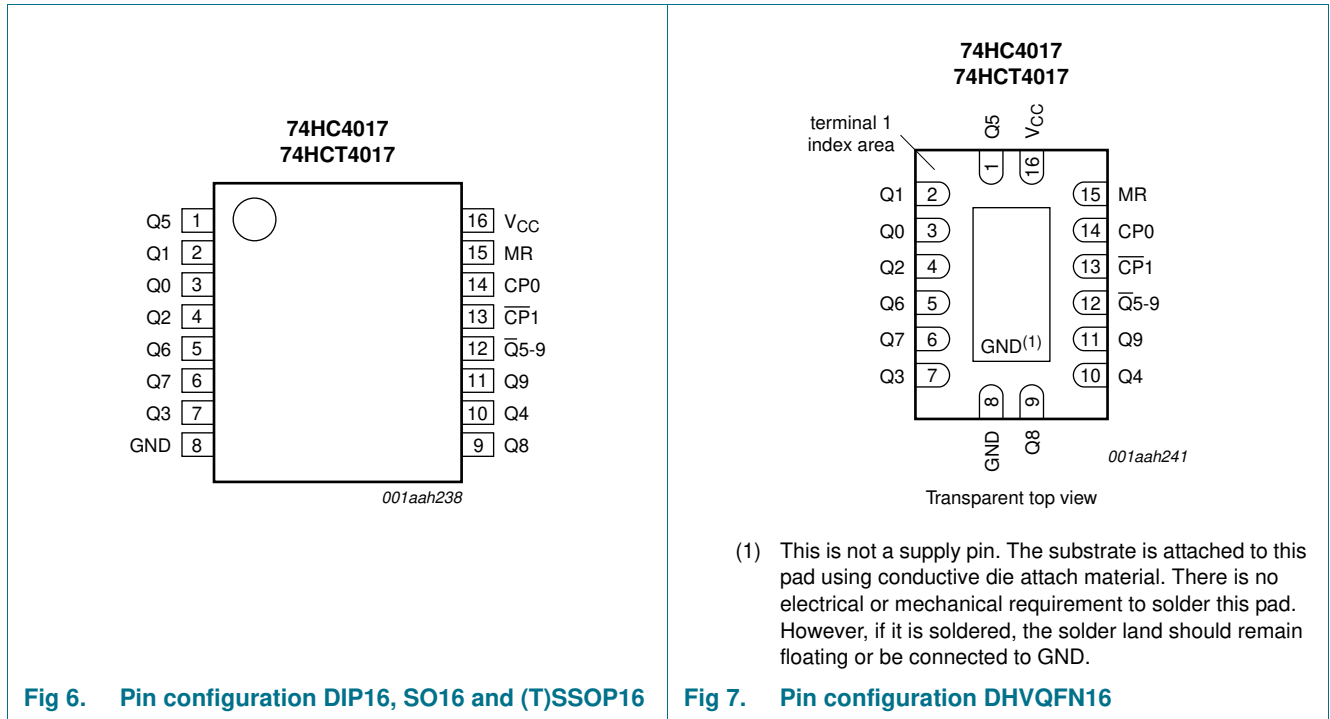 74HC4017
74HCT4017
Q5 1
Q1 2
Q0 3
Q2 4
Q6 5
Q7 6
Q3 7
GND 8
16 VCC
15 MR
14 CP0
13 C̅P̅1
12 Q̅5-9
11 Q9
10 Q4
9 Q8
001aah238
Fig 6. Pin configuration DIP16, SO16 and (T)SSOP16
74HC4017
74HCT4017
terminal 1
index area
Q5 1
VCC 16
Q1 2
Q0 3
Q2 4
Q6 5
Q7 6
Q3 7
15 MR
14 CP0
13 C̅P̅1
12 Q̅5-9
11 Q9
10 Q4
GND(1)
8 GND
9 Q8
001aah241
Transparent top view
(1) This is not a supply pin. The substrate is attached to this
pad using conductive die attach material. There is no
electrical or mechanical requirement to solder this pad.
However, if it is soldered, the solder land should remain
floating or be connected to GND.
Fig 7. Pin configuration DHVQFN16